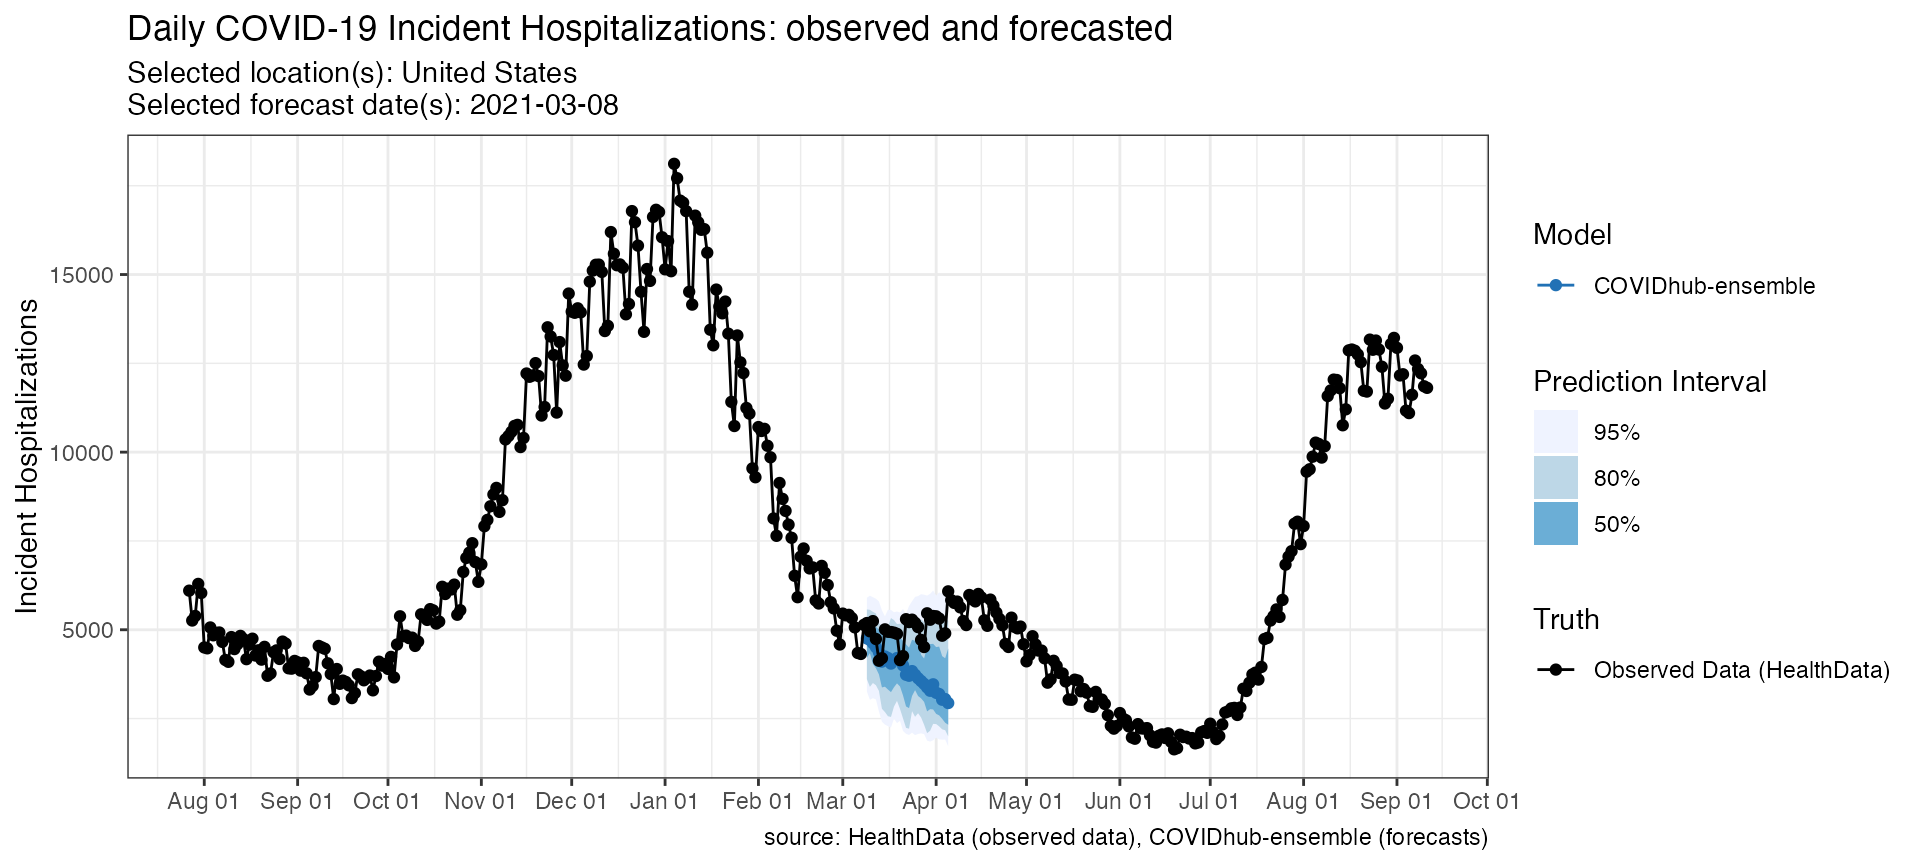 Daily COVID-19 Incident Hospitalizations: observed and forecasted
Selected location(s): United States
Selected forecast date(s): 2021-03-08
Incident Hospitalizations
15000
10000
5000
Aug 01 Sep 01 Oct 01 Nov 01 Dec 01 Jan 01 Feb 01 Mar 01 Apr 01 May 01 Jun 01 Jul 01 Aug 01 Sep 01 Oct 01
source: HealthData (observed data), COVIDhub-ensemble (forecasts)
Model
COVIDhub-ensemble
Prediction Interval
95%
80%
50%
Truth
Observed Data (HealthData)